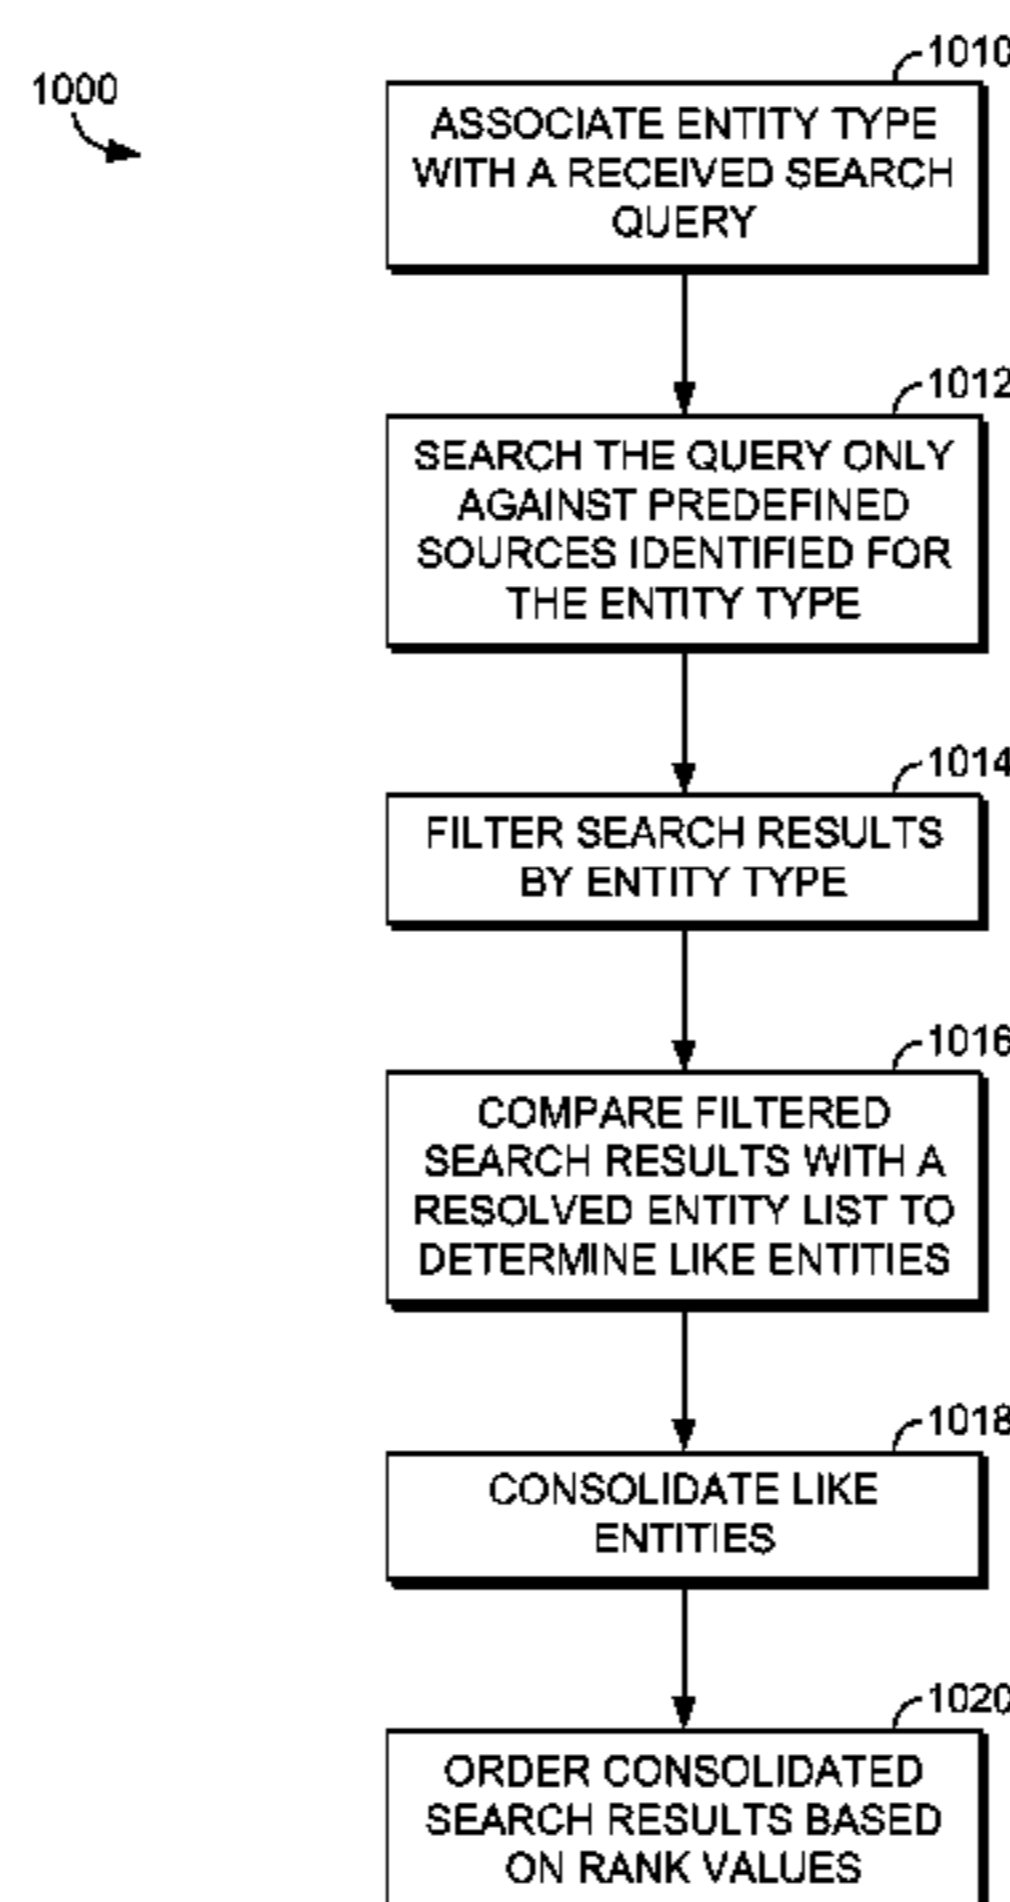 1000
1010
ASSOCIATE ENTITY TYPE
WITH A RECEIVED SEARCH
QUERY
1012
SEARCH THE QUERY ONLY
AGAINST PREDEFINED
SOURCES IDENTIFIED FOR
THE ENTITY TYPE
1014
FILTER SEARCH RESULTS
BY ENTITY TYPE
1016
COMPARE FILTERED
SEARCH RESULTS WITH A
RESOLVED ENTITY LIST TO
DETERMINE LIKE ENTITIES
1018
CONSOLIDATE LIKE
ENTITIES
1020
ORDER CONSOLIDATED
SEARCH RESULTS BASED
ON RANK VALUES